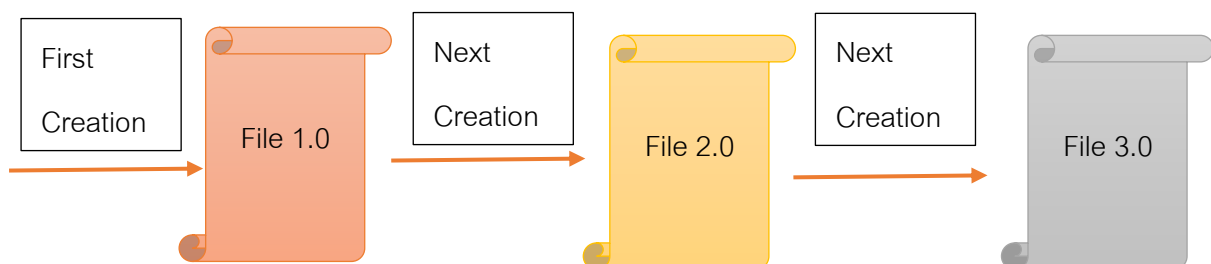 First
Creation
File 1.0
Next
Creation
File 2.0
Next
Creation
File 3.0